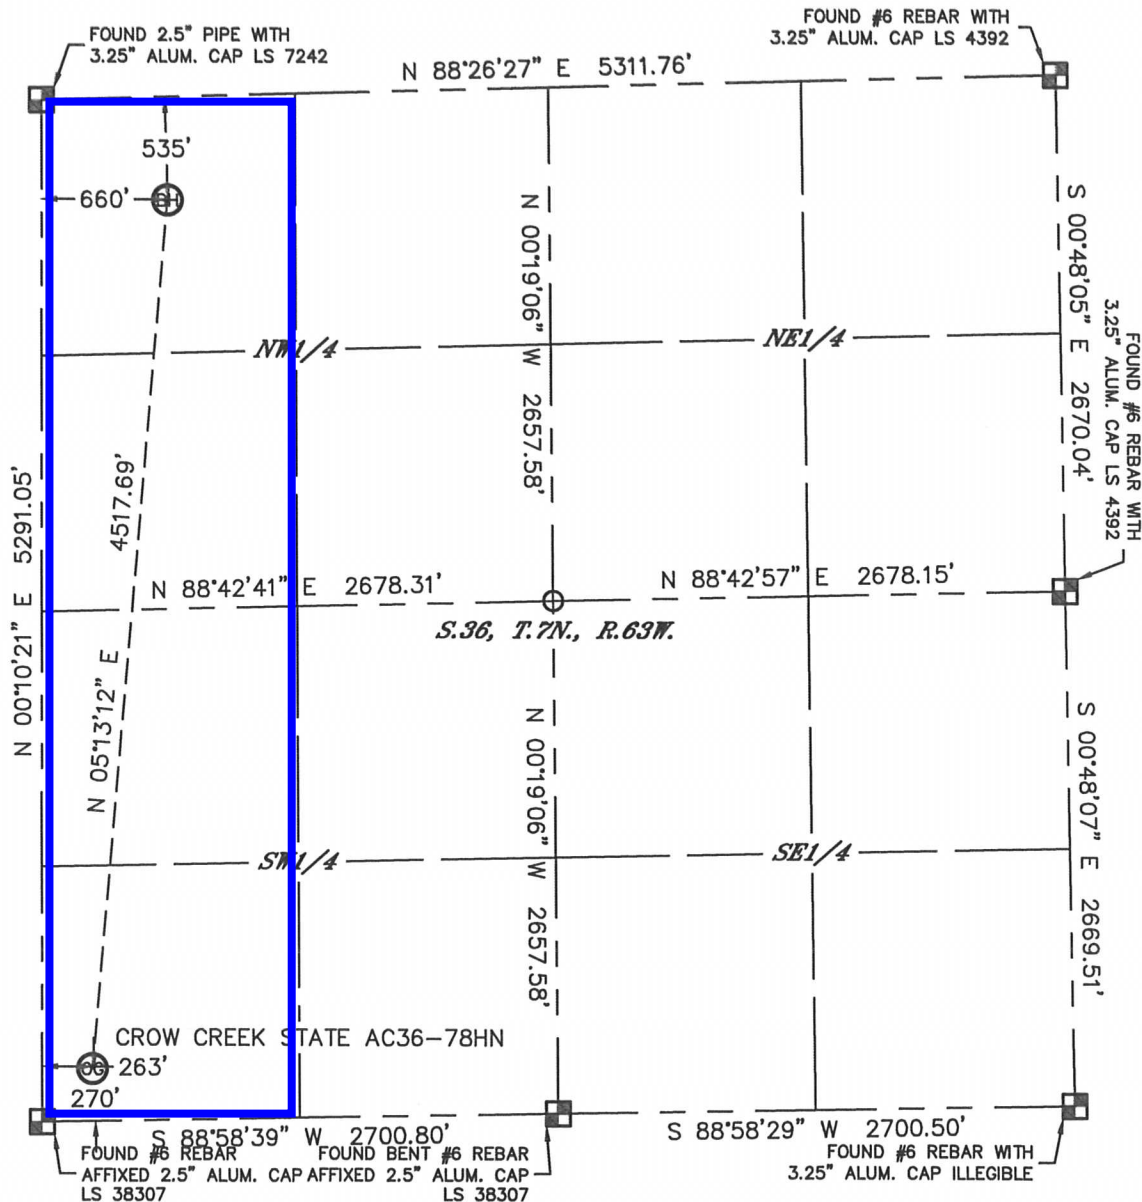 FOUND 2.5" PIPE WITH
3.25" ALUM. CAP LS 7242
FOUND #6 REBAR WITH
3.25" ALUM. CAP LS 4392
N 88°26'27" E 5311.76'
535'
660'
BH
N 00°19'06" W 2657.58'
S 00°48'05" E 2670.04'
FOUND #6 REBAR WITH
3.25" ALUM. CAP LS 4392
NW1/4
NE1/4
N 00°10'21" E 5291.05'
N 05°13'12" E 4517.69'
N 88°42'41" E 2678.31'
N 88°42'57" E 2678.15'
S.36, T.7N., R.63W.
N 00°19'06" W 2657.58'
S 00°48'07" E 2669.51'
SW1/4
SE1/4
CROW CREEK STATE AC36-78HN
OG
263'
270'
S 88°58'39" W 2700.80'
S 88°58'29" W 2700.50'
FOUND #6 REBAR
AFFIXED 2.5" ALUM. CAP
LS 38307
FOUND BENT #6 REBAR
AFFIXED 2.5" ALUM. CAP
LS 38307
FOUND #6 REBAR WITH
3.25" ALUM. CAP ILLEGIBLE